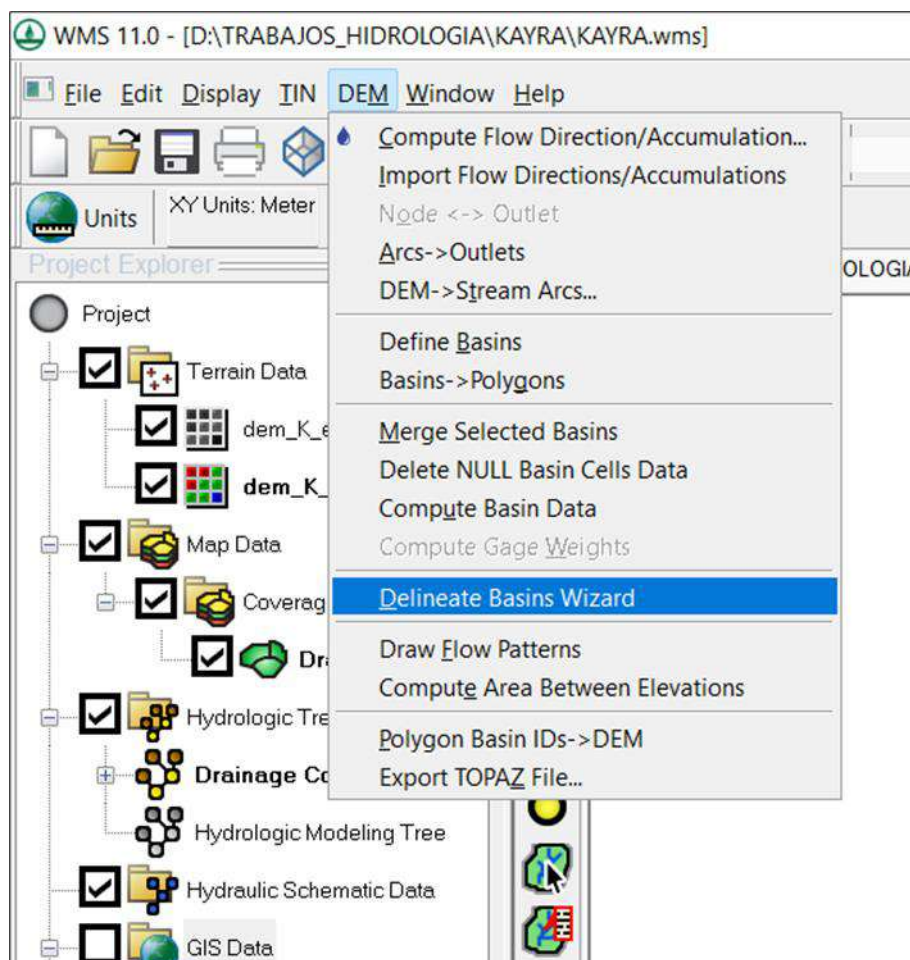 WMS 11.0 - [D:\TRABAJOS_HIDROLOGIA\KAYRA\KAYRA.wms]
File Edit Display TIN DEM Window Help
Compute Flow Direction/Accumulation...
Import Flow Directions/Accumulations
Node <-> Outlet
Arcs->Outlets
DEM->Stream Arcs...
Define Basins
Basins->Polygons
Merge Selected Basins
Delete NULL Basin Cells Data
Compute Basin Data
Compute Gage Weights
Delineate Basins Wizard
Draw Flow Patterns
Compute Area Between Elevations
Polygon Basin IDs->DEM
Export TOPAZ File...
Units
XY Units: Meter
Project Explorer
Project
Terrain Data
dem_K_
dem_K_
Map Data
Coverag
Dra
Hydrologic Tre
Drainage Co
Hydrologic Modeling Tree
Hydraulic Schematic Data
GIS Data
OLOGIA